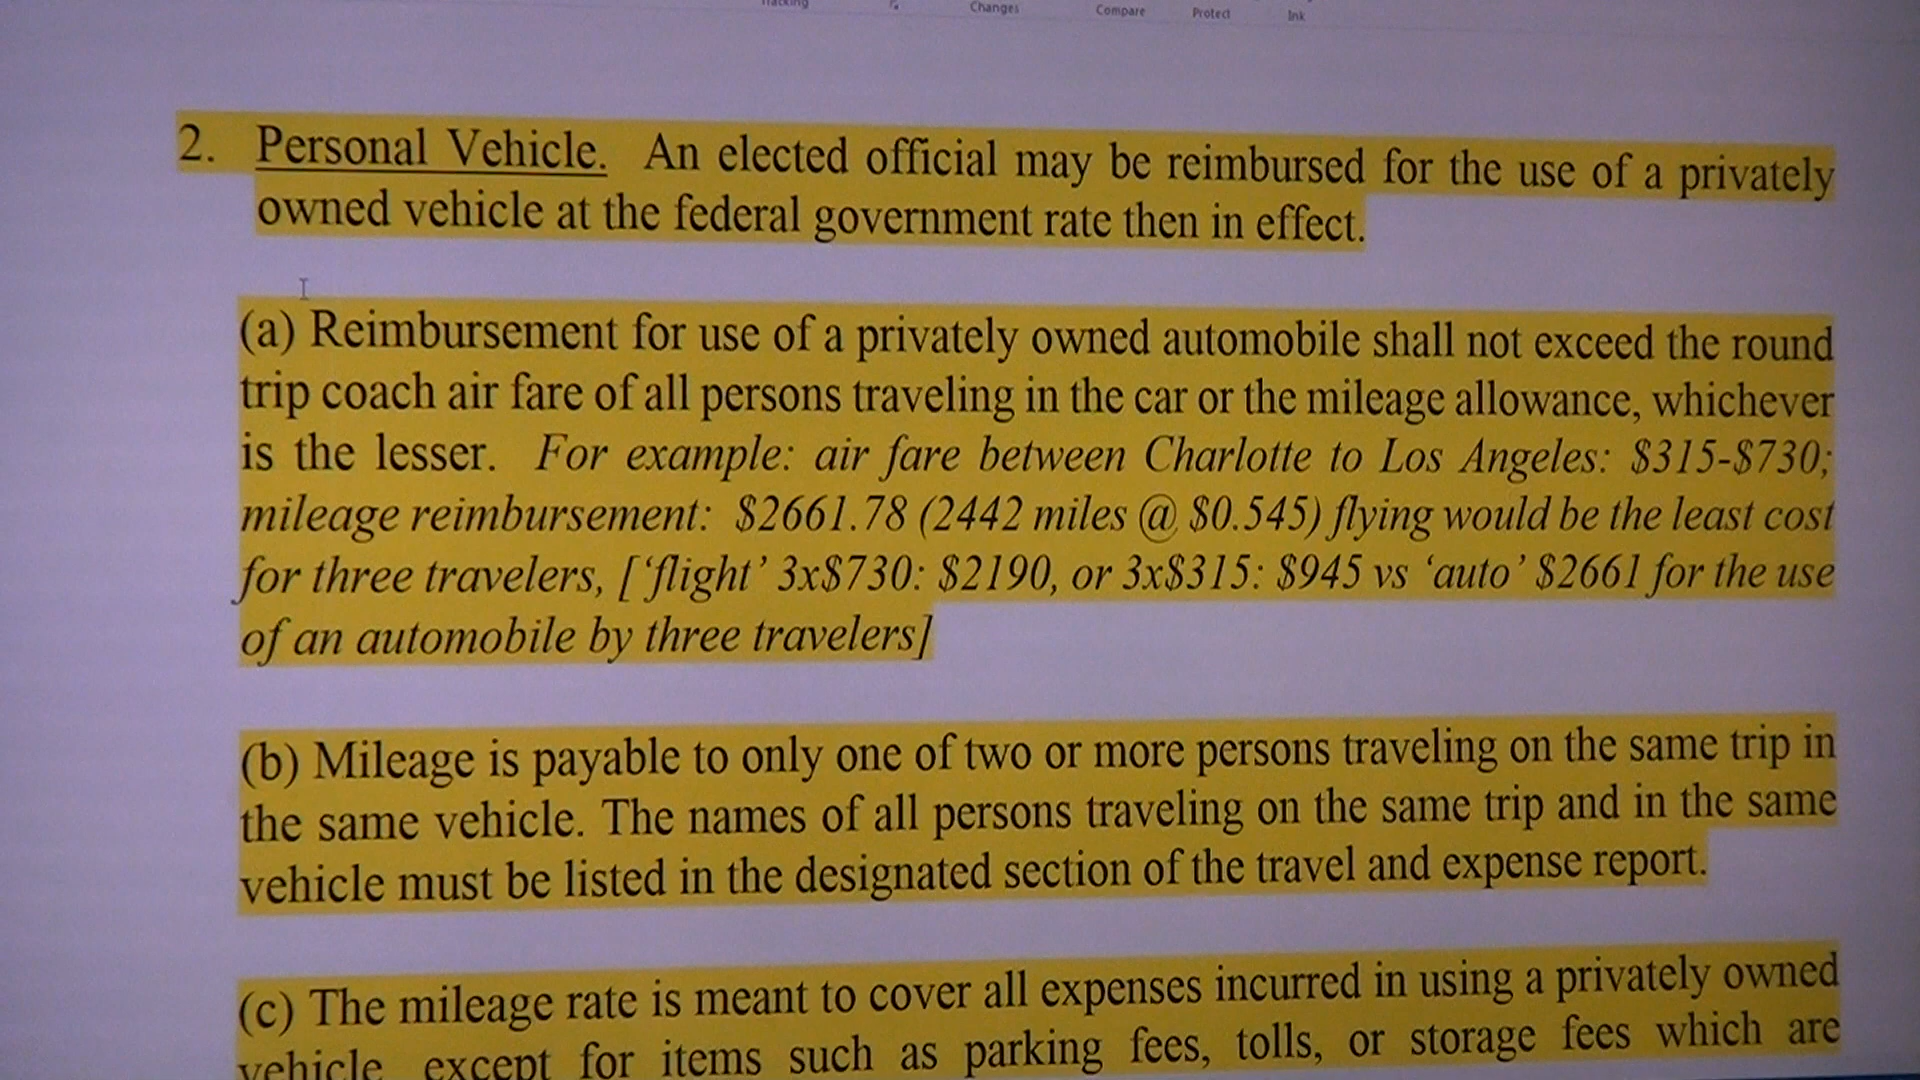 Tracking
Changes
Compare
Protect
Ink
2. Personal Vehicle. An elected official may be reimbursed for the use of a privately
owned vehicle at the federal government rate then in effect.
(a) Reimbursement for use of a privately owned automobile shall not exceed the round
trip coach air fare of all persons traveling in the car or the mileage allowance, whichever
is the lesser. For example: air fare between Charlotte to Los Angeles: $315-$730;
mileage reimbursement: $2661.78 (2442 miles @ $0.545) flying would be the least cost
for three travelers, [‘flight’ 3x$730: $2190, or 3x$315: $945 vs ‘auto’ $2661 for the use
of an automobile by three travelers]
(b) Mileage is payable to only one of two or more persons traveling on the same trip in
the same vehicle. The names of all persons traveling on the same trip and in the same
vehicle must be listed in the designated section of the travel and expense report.
(c) The mileage rate is meant to cover all expenses incurred in using a privately owned
vehicle except for items such as parking fees, tolls, or storage fees which are